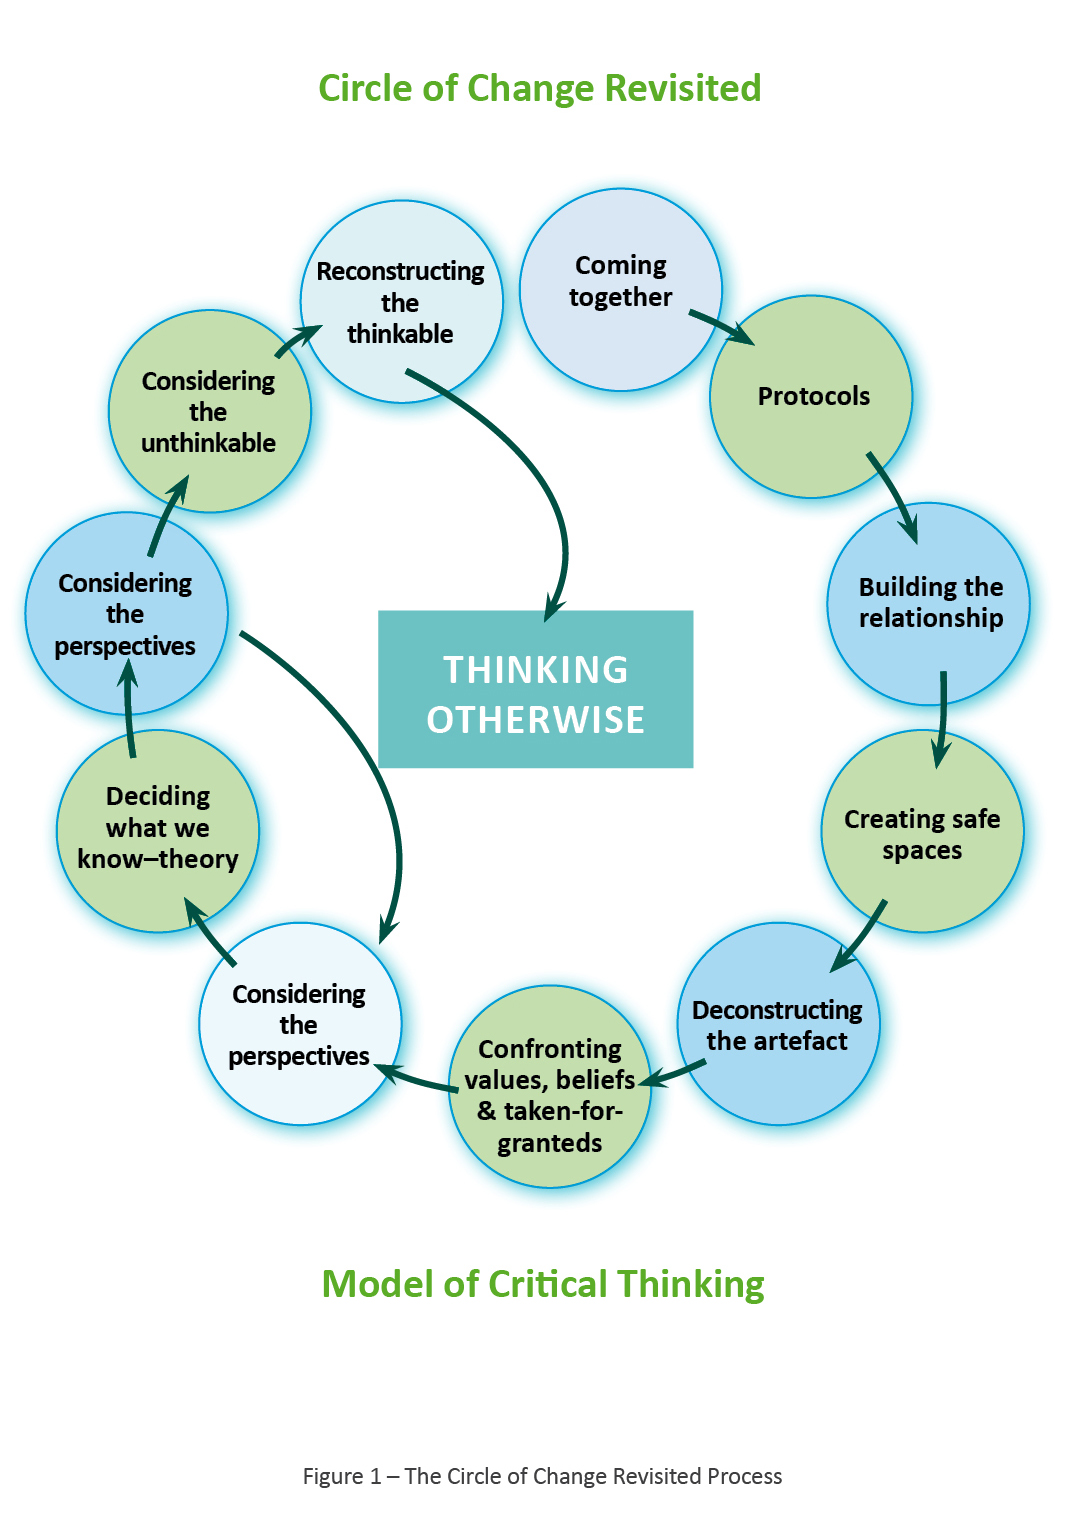 Circle of Change Revisited
Coming
together
Protocols
Building the
relationship
Creating safe
spaces
Deconstructing
the artefact
Confronting
values, beliefs
& taken-for-
granteds
Considering
the
perspectives
Deciding
what we
know–theory
Considering
the
perspectives
Considering
the
unthinkable
Reconstructing
the
thinkable
THINKING
OTHERWISE
Model of Critical Thinking
Figure 1 – The Circle of Change Revisited Process